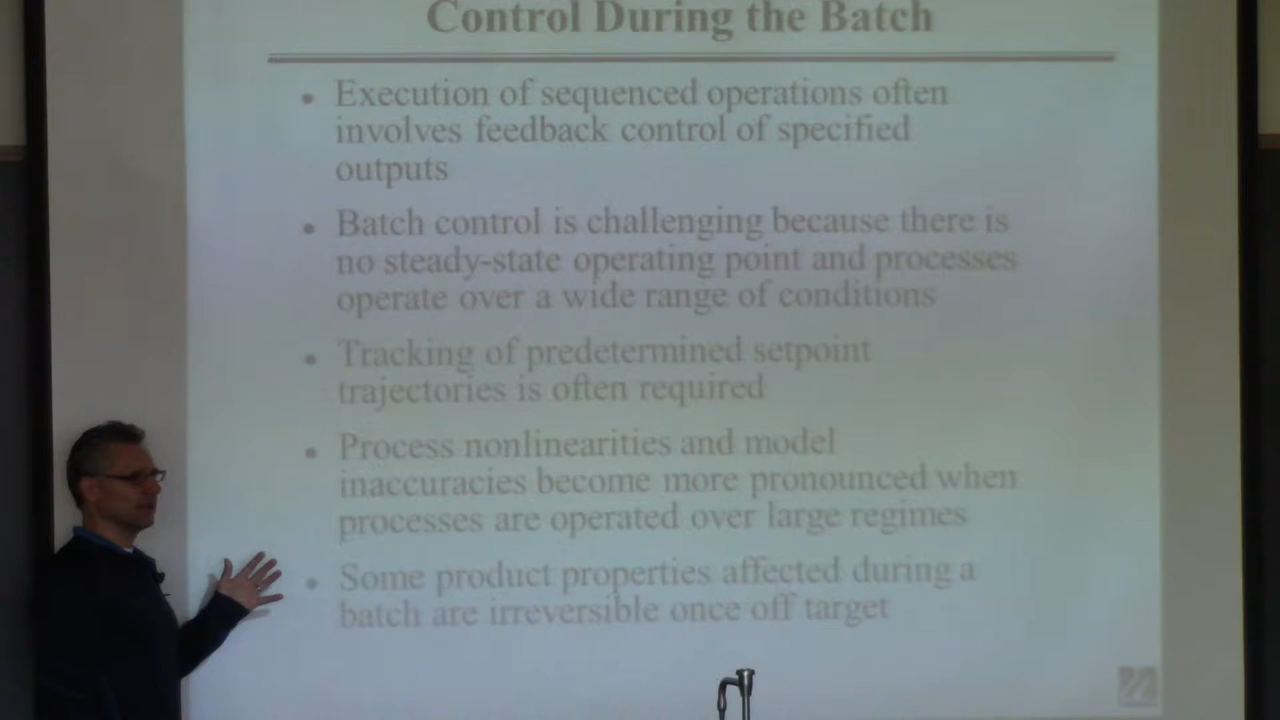 Control During the Batch
• Execution of sequenced operations often
involves feedback control of specified
outputs
• Batch control is challenging because there is
no steady-state operating point and processes
operate over a wide range of conditions
• Tracking of predetermined setpoint
trajectories is often required
• Process nonlinearities and model
inaccuracies become more pronounced when
processes are operated over large regimes
• Some product properties affected during a
batch are irreversible once off target